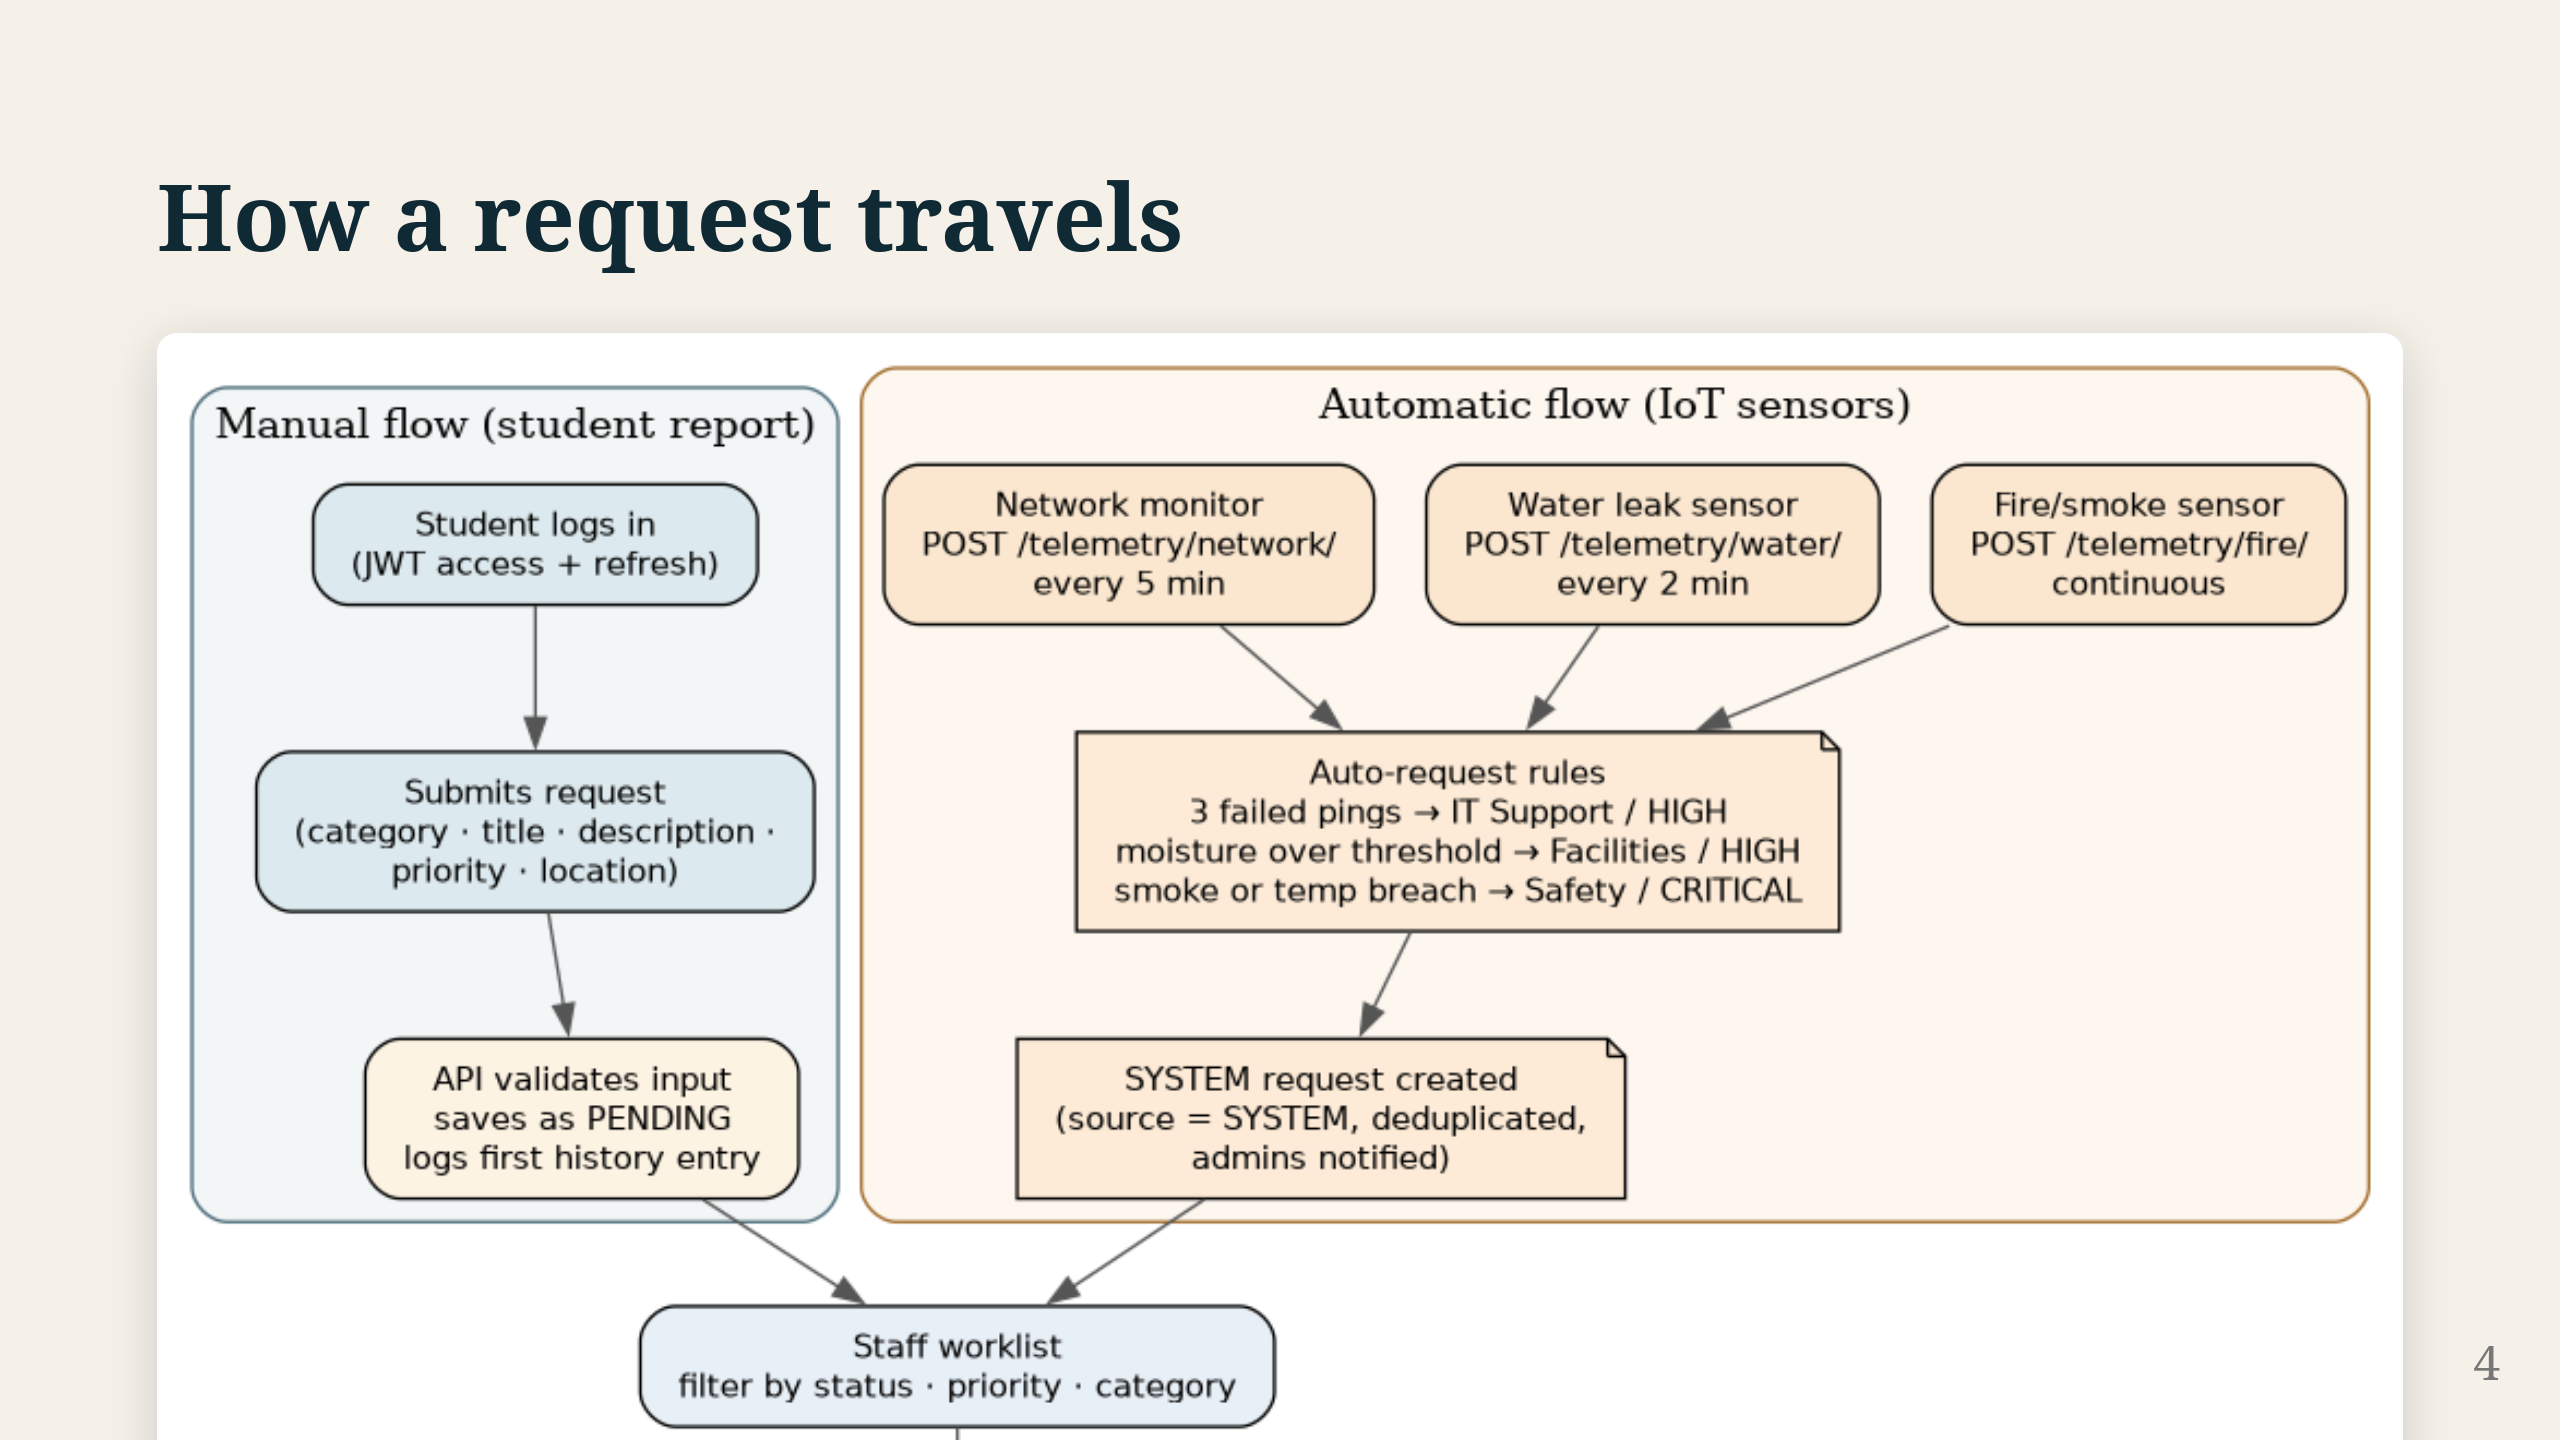 How a request travels
Manual flow (student report)
Student logs in
(JWT access + refresh)
Submits request
(category · title · description ·
priority · location)
API validates input
saves as PENDING
logs first history entry
Automatic flow (IoT sensors)
Network monitor
POST /telemetry/network/
every 5 min
Water leak sensor
POST /telemetry/water/
every 2 min
Fire/smoke sensor
POST /telemetry/fire/
continuous
Auto-request rules
3 failed pings → IT Support / HIGH
moisture over threshold → Facilities / HIGH
smoke or temp breach → Safety / CRITICAL
SYSTEM request created
(source = SYSTEM, deduplicated,
admins notified)
Staff worklist
filter by status · priority · category
4